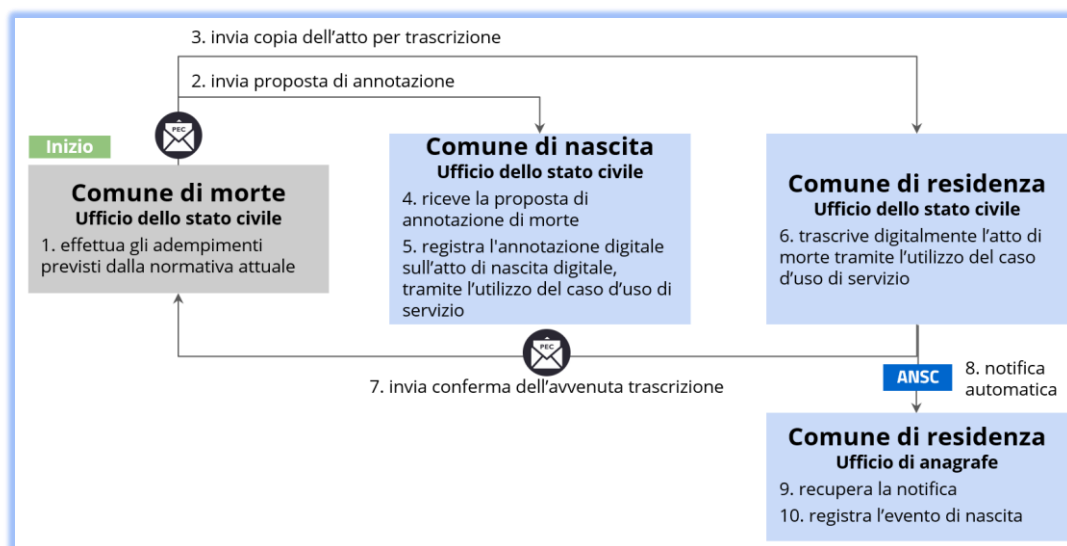 3. invia copia dell'atto per trascrizione
2. invia proposta di annotazione
PEC
Inizio
Comune di morte
Ufficio dello stato civile
1. effettua gli adempimenti
previsti dalla normativa attuale
Comune di nascita
Ufficio dello stato civile
4. riceve la proposta di
annotazione di morte
5. registra l'annotazione digitale
sull'atto di nascita digitale,
tramite l'utilizzo del caso d'uso di
servizio
Comune di residenza
Ufficio dello stato civile
6. trascrive digitalmente l'atto di
morte tramite l'utilizzo del caso
d'uso di servizio
PEC
7. invia conferma dell'avvenuta trascrizione
ANSC
8. notifica
automatica
Comune di residenza
Ufficio di anagrafe
9. recupera la notifica
10. registra l'evento di nascita